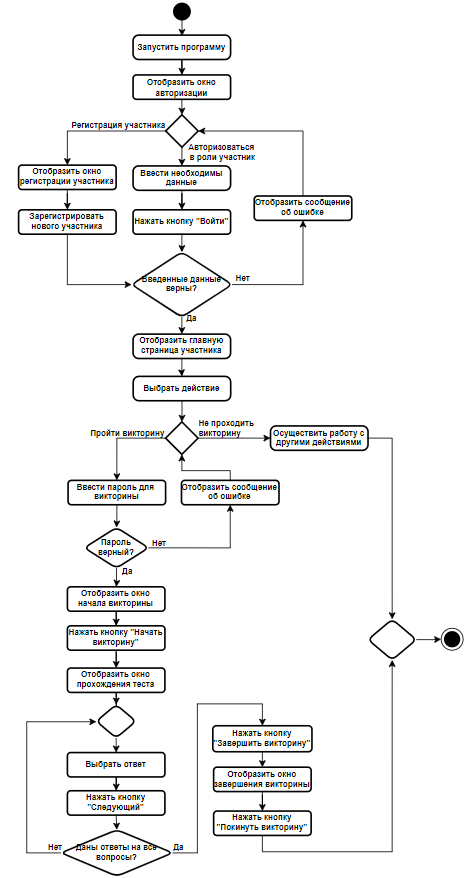 Запустить программу
Отобразить окно
авторизации
Регистрация участника
Авторизоваться
в роли участник
Отобразить окно
регистрации участника
Ввести необходимы
данные
Отобразить сообщение
об ошибке
Зарегистрировать
нового участника
Нажать кнопку "Войти"
Введенные данные
верны?
Нет
Да
Отобразить главную
страница участника
Выбрать действие
Не проходить
викторину
Пройти викторину
Осуществить работу с
другими действиями
Ввести пароль для
викторины
Отобразить сообщение
об ошибке
Пароль
верный?
Нет
Да
Отобразить окно
начала викторины
Нажать кнопку "Начать
викторину"
Отобразить окно
прохождения теста
Нажать кнопку
"Завершить викторину"
Выбрать ответ
Отобразить окно
завершения викторины
Нажать кнопку
"Следующий"
Нажать кнопку
"Покинуть викторину"
Нет
Даны ответы на все
вопросы?
Да